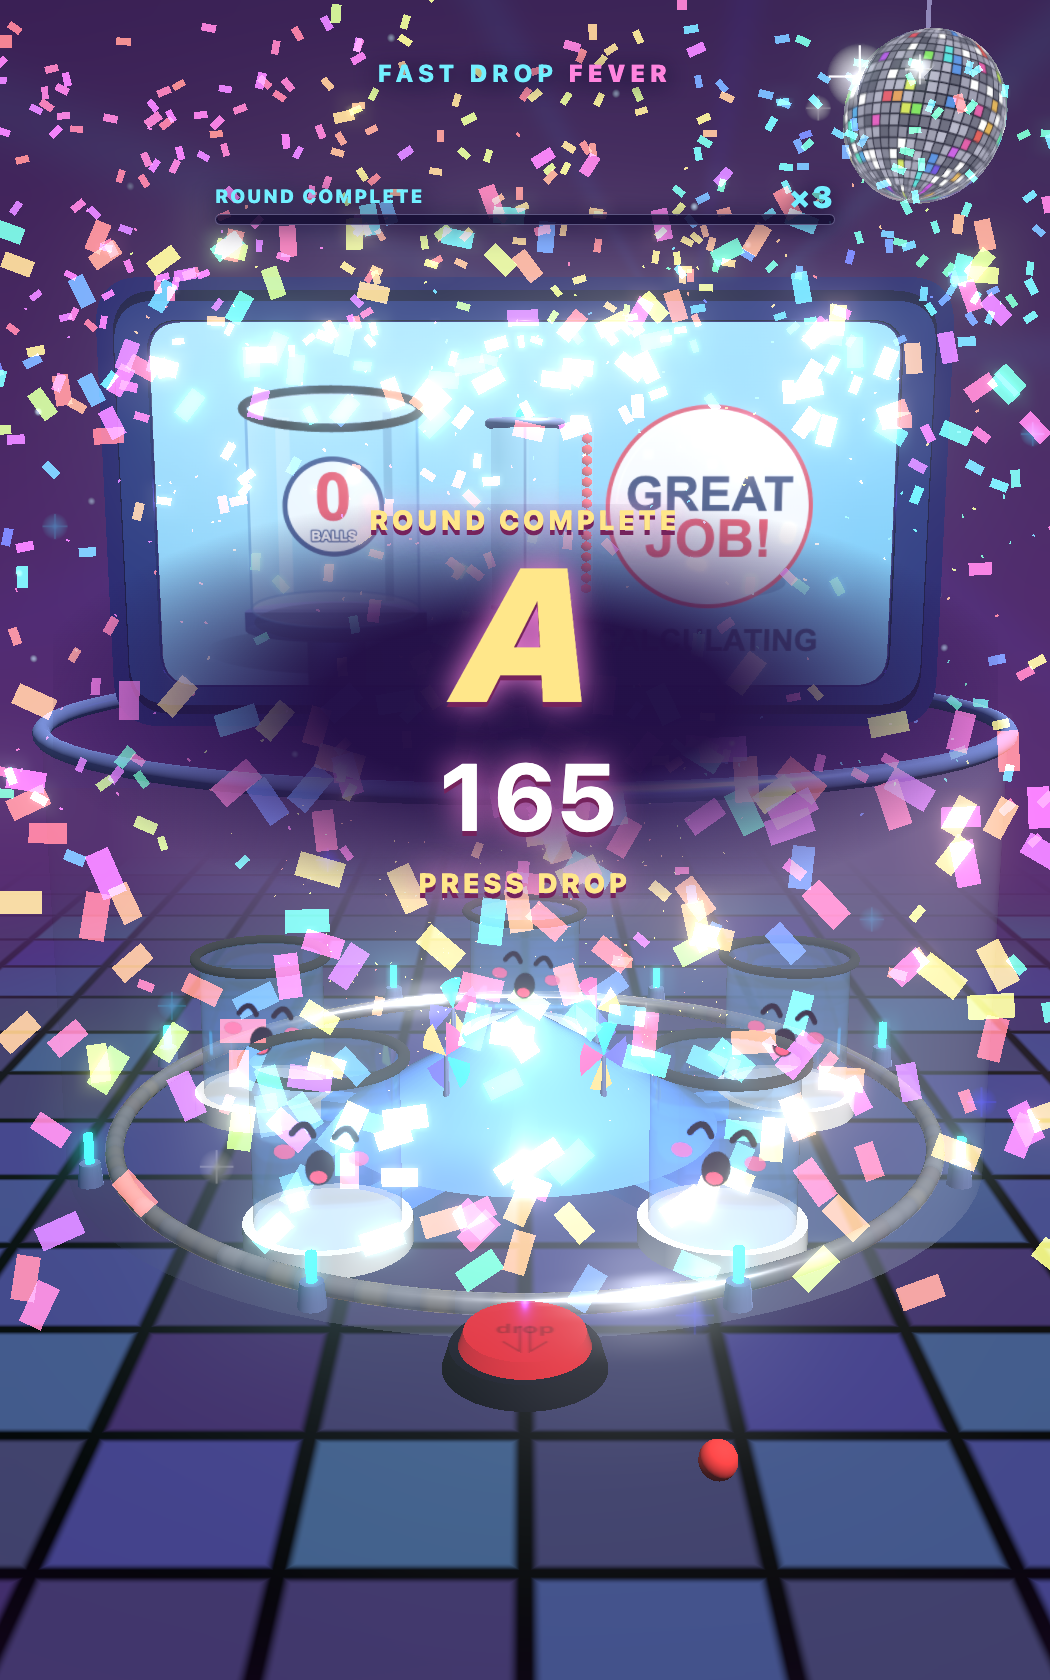 FAST DROP FEVER
ROUND COMPLETE
×3
0
BALLS
GREAT
JOB!
ROUND COMPLETE
A
165
PRESS DROP
drop